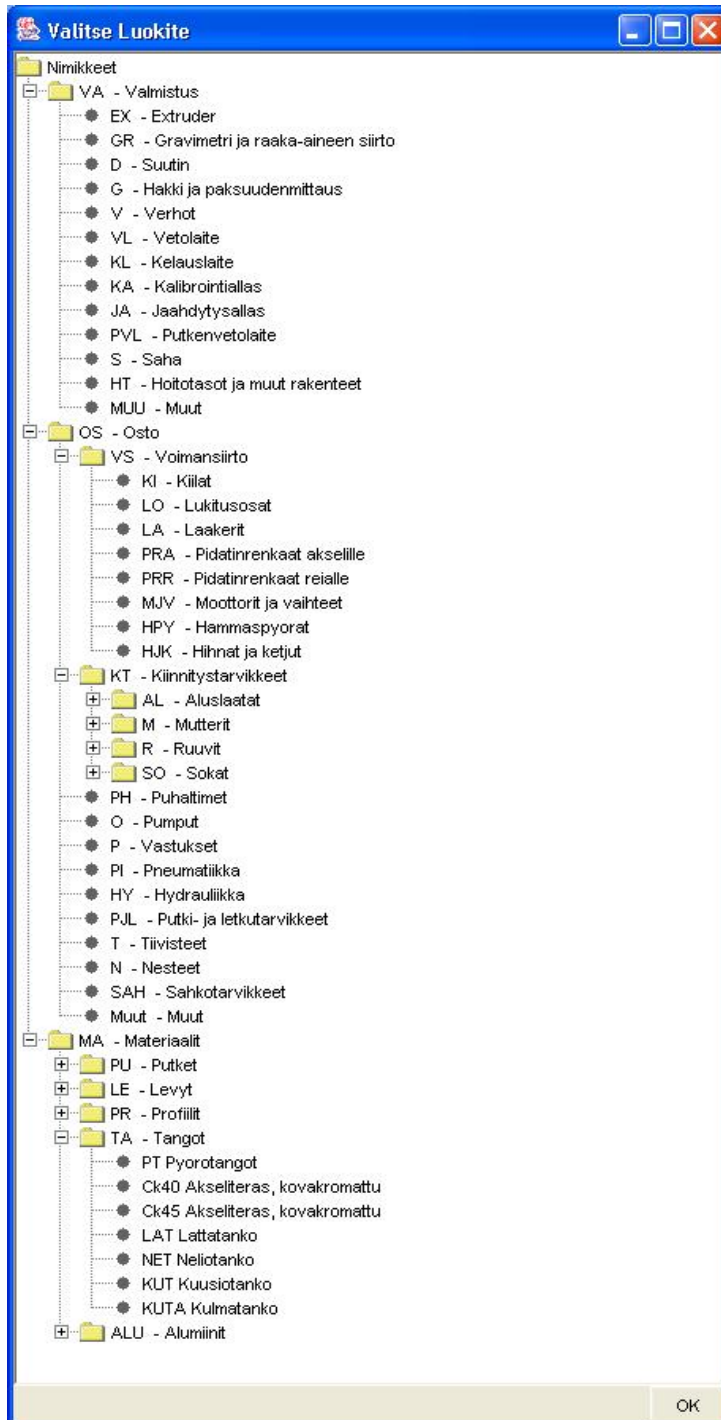 Valitse Luokite
Nimikkeet
VA - Valmistus
EX - Extruder
GR - Gravimetri ja raaka-aineen siirto
D - Suutin
G - Hakki ja paksuudenmittaus
V - Verhot
VL - Vetolaite
KL - Kelauslaite
KA - Kalibrointiallas
JA - Jaahdytysallas
PVL - Putkenvetolaite
S - Saha
HT - Hoitotasot ja muut rakenteet
MUU - Muut
OS - Osto
VS - Voimansiirto
KI - Kiilat
LO - Lukitusosat
LA - Laakerit
PRA - Pidatinrenkaat akselille
PRR - Pidatinrenkaat reialle
MJV - Moottorit ja vaihteet
HPY - Hammaspyorat
HJK - Hihnat ja ketjut
KT - Kiinnitystarvikkeet
AL - Aluslaatat
M - Mutterit
R - Ruuvit
SO - Sokat
PH - Puhaltimet
O - Pumput
P - Vastukset
PI - Pneumatiikka
HY - Hydrauliikka
PJL - Putki- ja letkutarvikkeet
T - Tiivisteet
N - Nesteet
SAH - Sahkotarvikkeet
Muut - Muut
MA - Materiaalit
PU - Putket
LE - Levyt
PR - Profiilit
TA - Tangot
PT Pyorotangot
Ck40 Akseliteras, kovakromattu
Ck45 Akseliteras, kovakromattu
LAT Lattatanko
NET Neliotanko
KUT Kuusiotanko
KUTA Kulmatanko
ALU - Alumiinit
OK